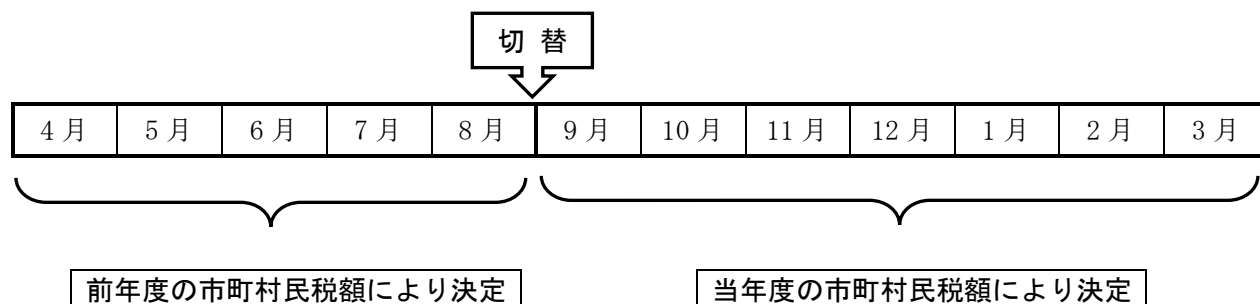 切 替
4月 5月 6月 7月 8月 9月 10月 11月 12月 1月 2月 3月
前年度の市町村民税額により決定 当年度の市町村民税額により決定